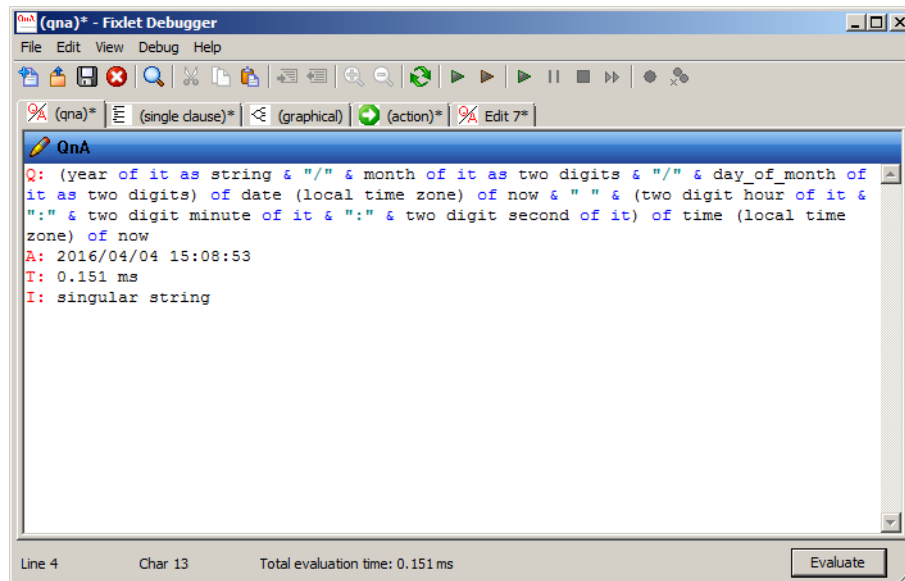 QnA (qna)* - Fixlet Debugger
File Edit View Debug Help
(qna)* (single clause)* (graphical) (action)* Edit 7*
QnA
Q: (year of it as string & "/" & month of it as two digits & "/" & day_of_month of
it as two digits) of date (local time zone) of now & " " & (two digit hour of it &
":" & two digit minute of it & ":" & two digit second of it) of time (local time
zone) of now
A: 2016/04/04 15:08:53
T: 0.151 ms
I: singular string
Line 4 Char 13 Total evaluation time: 0.151 ms Evaluate